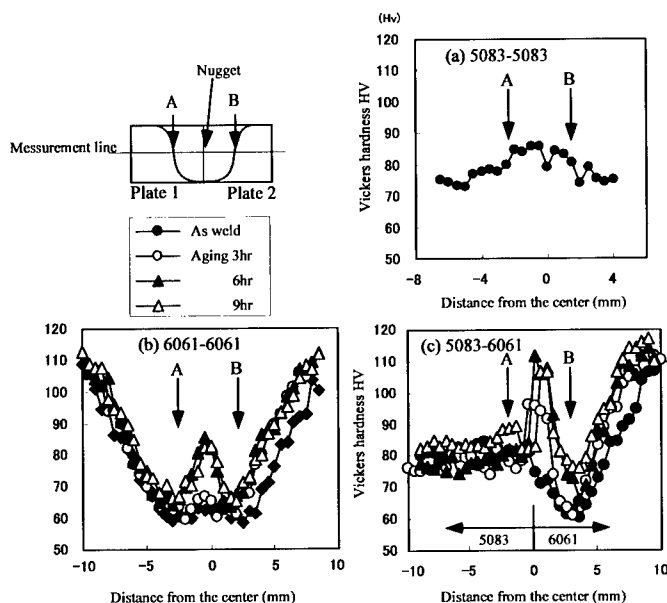 Nugget
A
B
Messurement line
Plate 1
Plate 2
As weld
Aging 3hr
6hr
9hr
(Hv)
(a) 5083-5083
A
B
Vickers hardness HV
120
110
100
90
80
70
60
50
-8
-4
0
4
8
Distance from the center (mm)
(b) 6061-6061
A
B
120
110
100
90
80
70
60
50
-10
-5
0
5
10
Distance from the center (mm)
(c) 5083-6061
A
B
Vickers hardness HV
120
110
100
90
80
70
60
50
5083
6061
-10
-5
0
5
10
Distance from the center (mm)